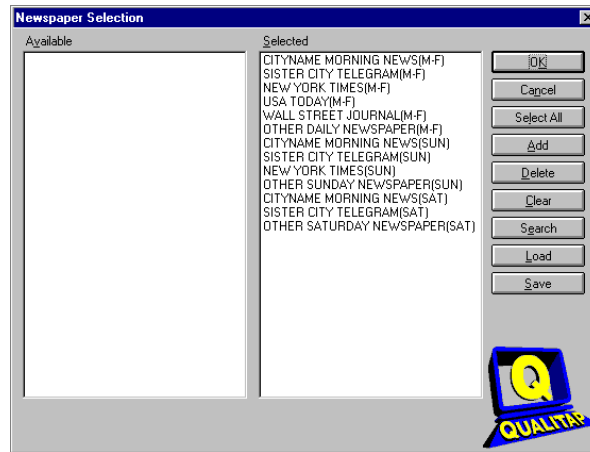 Newspaper Selection
Available
Selected
CITYNAME MORNING NEWS(M-F)
SISTER CITY TELEGRAM(M-F)
NEW YORK TIMES(M-F)
USA TODAY(M-F)
WALL STREET JOURNAL(M-F)
OTHER DAILY NEWSPAPER(M-F)
CITYNAME MORNING NEWS(SUN)
SISTER CITY TELEGRAM(SUN)
NEW YORK TIMES(SUN)
OTHER SUNDAY NEWSPAPER(SUN)
CITYNAME MORNING NEWS(SAT)
SISTER CITY TELEGRAM(SAT)
OTHER SATURDAY NEWSPAPER(SAT)
OK
Cancel
Select All
Add
Delete
Clear
Search
Load
Save
Q
QUALITAP